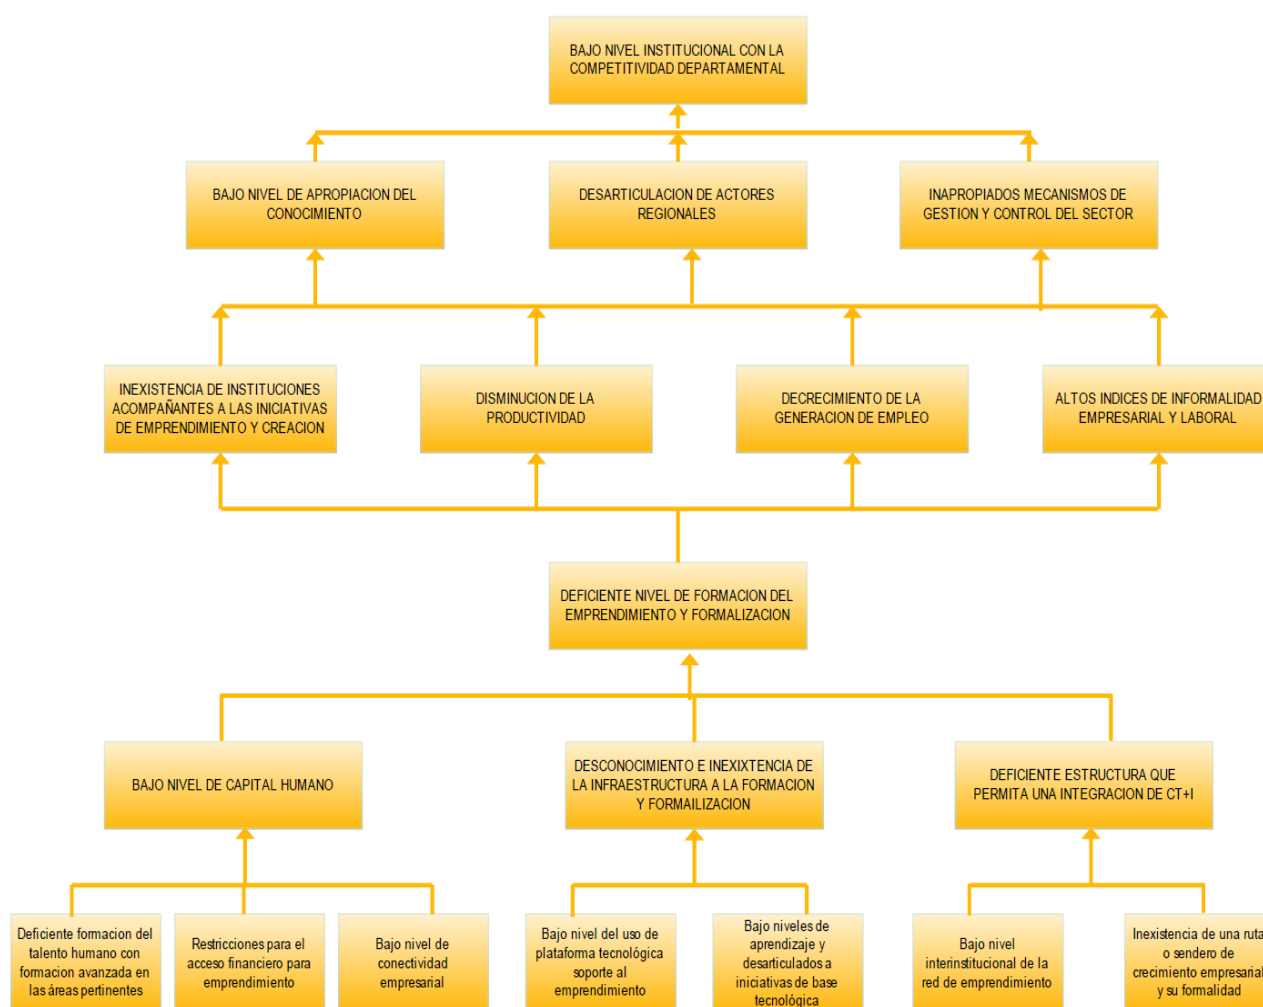 BAJO NIVEL INSTITUCIONAL CON LA
COMPETITIVIDAD DEPARTAMENTAL
BAJO NIVEL DE APROPIACION DEL
CONOCIMIENTO
DESARTICULACION DE ACTORES
REGIONALES
INAPROPIADOS MECANISMOS DE
GESTION Y CONTROL DEL SECTOR
INEXISTENCIA DE INSTITUCIONES
ACOMPAÑANTES A LAS INICIATIVAS
DE EMPRENDIMIENTO Y CREACION
DISMINUCION DE LA
PRODUCTIVIDAD
DECRECIMIENTO DE LA
GENERACION DE EMPLEO
ALTOS INDICES DE INFORMALIDAD
EMPRESARIAL Y LABORAL
DEFICIENTE NIVEL DE FORMACION DEL
EMPRENDIMIENTO Y FORMALIZACION
BAJO NIVEL DE CAPITAL HUMANO
DESCONOCIMIENTO E INEXIXTENCIA DE
LA INFRAESTRUCTURA A LA FORMACION
Y FORMAILIZACION
DEFICIENTE ESTRUCTURA QUE
PERMITA UNA INTEGRACION DE CT+I
Deficiente formacion del
talento humano con
formacion avanzada en
las áreas pertinentes
Restricciones para el
acceso financiero para
emprendimiento
Bajo nivel de
conectividad
empresarial
Bajo nivel del uso de
plataforma tecnológica
soporte al
emprendimiento
Bajo niveles de
aprendizaje y
desarticulados a
iniciativas de base
tecnológica
Bajo nivel
interinstitucional de la
red de emprendimiento
Inexistencia de una ruta
o sendero de
crecimiento empresarial
y su formalidad